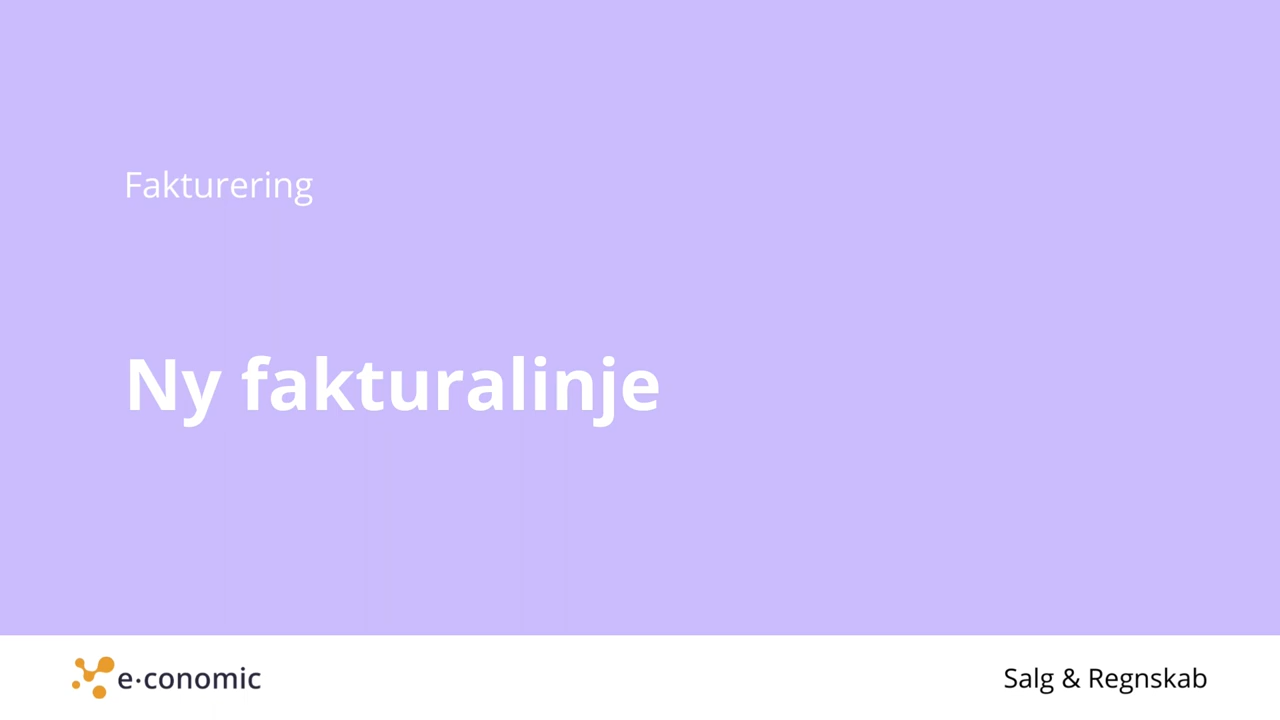 Fakturering
Ny fakturalinje
e·conomic
Salg & Regnskab